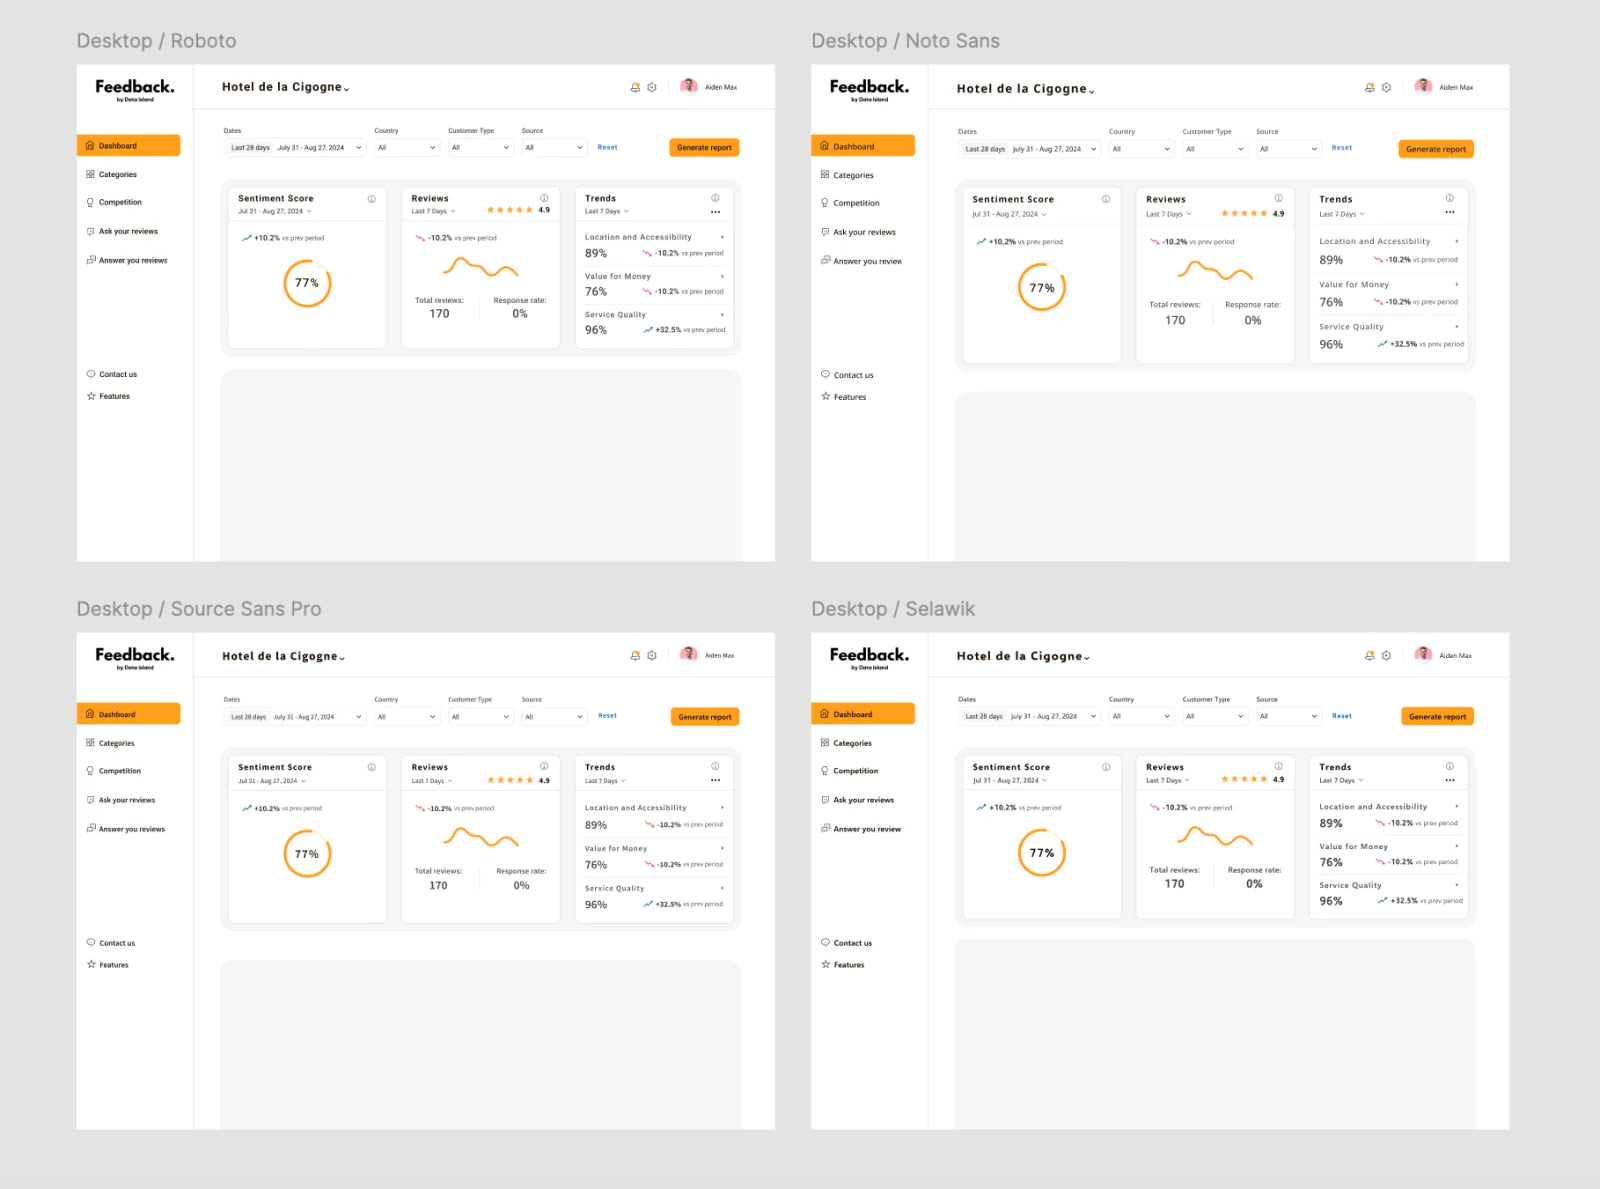 Desktop / Roboto
Feedback.
by Data Island
Hotel de la Cigogne
Aiden Max
Dashboard
Categories
Competition
Ask your reviews
Answer you reviews
Contact us
Features
Dates
Country
Customer Type
Source
Last 28 days July 31 - Aug 27, 2024
All
All
All
Reset
Generate report
Sentiment Score
Jul 31 - Aug 27, 2024
+10.2% vs prev period
77%
Reviews
Last 7 Days
4.9
-10.2% vs prev period
Total reviews:
170
Response rate:
0%
Trends
Last 7 Days
Location and Accessibility
89% -10.2% vs prev period
Value for Money
76% -10.2% vs prev period
Service Quality
96% +32.5% vs prev period
Desktop / Noto Sans
Feedback.
by Data Island
Hotel de la Cigogne
Aiden Max
Dashboard
Categories
Competition
Ask your reviews
Answer you review
Contact us
Features
Dates
Country
Customer Type
Source
Last 28 days July 31 - Aug 27, 2024
All
All
All
Reset
Generate report
Sentiment Score
Jul 31 - Aug 27, 2024
+10.2% vs prev period
77%
Reviews
Last 7 Days
4.9
-10.2% vs prev period
Total reviews:
170
Response rate:
0%
Trends
Last 7 Days
Location and Accessibility
89% -10.2% vs prev period
Value for Money
76% -10.2% vs prev period
Service Quality
96% +32.5% vs prev period
Desktop / Source Sans Pro
Feedback.
by Data Island
Hotel de la Cigogne
Aiden Max
Dashboard
Categories
Competition
Ask your reviews
Answer you reviews
Contact us
Features
Dates
Country
Customer Type
Source
Last 28 days July 31 - Aug 27, 2024
All
All
All
Reset
Generate report
Sentiment Score
Jul 31 - Aug 27, 2024
+10.2% vs prev period
77%
Reviews
Last 7 Days
4.9
-10.2% vs prev period
Total reviews:
170
Response rate:
0%
Trends
Last 7 Days
Location and Accessibility
89% -10.2% vs prev period
Value for Money
76% -10.2% vs prev period
Service Quality
96% +32.5% vs prev period
Desktop / Selawik
Feedback.
by Data Island
Hotel de la Cigogne
Aiden Max
Dashboard
Categories
Competition
Ask your reviews
Answer you review
Contact us
Features
Dates
Country
Customer Type
Source
Last 28 days July 31 - Aug 27, 2024
All
All
All
Reset
Generate report
Sentiment Score
Jul 31 - Aug 27, 2024
+10.2% vs prev period
77%
Reviews
Last 7 Days
4.9
-10.2% vs prev period
Total reviews:
170
Response rate:
0%
Trends
Last 7 Days
Location and Accessibility
89% -10.2% vs prev period
Value for Money
76% -10.2% vs prev period
Service Quality
96% +32.5% vs prev period